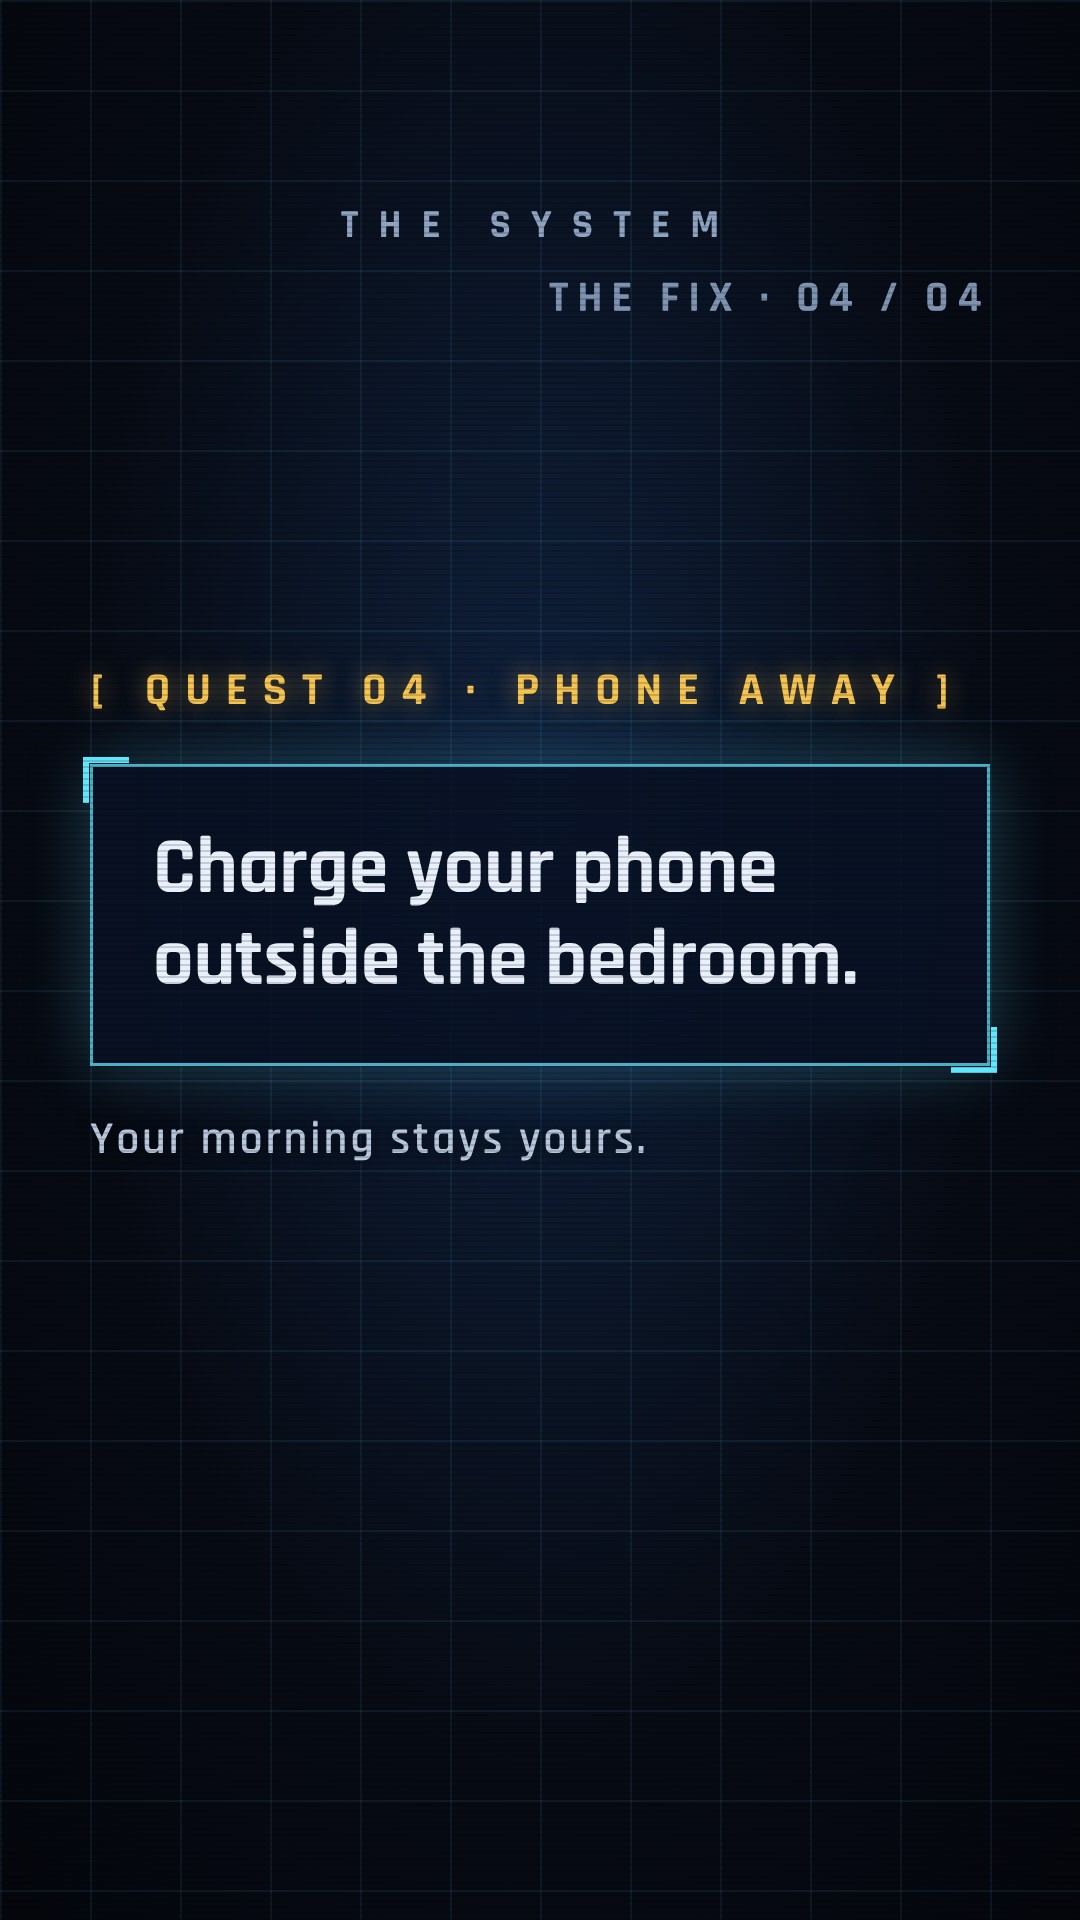 THE SYSTEM
THE FIX · 04 / 04
[ QUEST 04 · PHONE AWAY ]
Charge your phone
outside the bedroom.
Your morning stays yours.